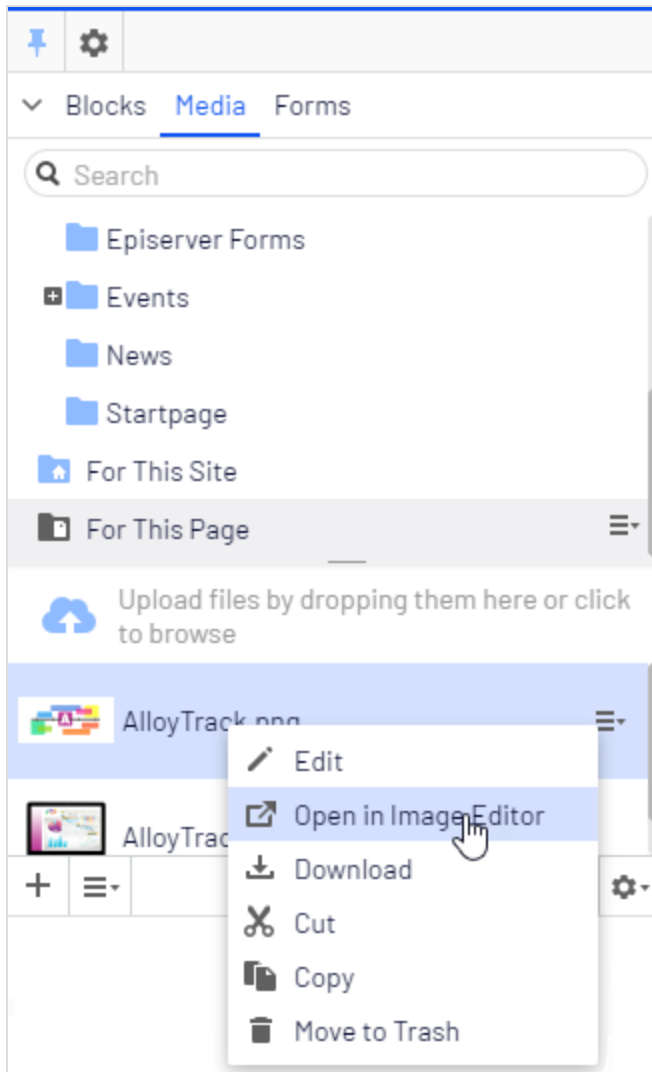 Blocks Media Forms
Search
Episerver Forms
Events
News
Startpage
For This Site
For This Page
Upload files by dropping them here or click
to browse
AlloyTrack.png
Edit
Open in Image Editor
AlloyTrac
Download
Cut
Copy
Move to Trash